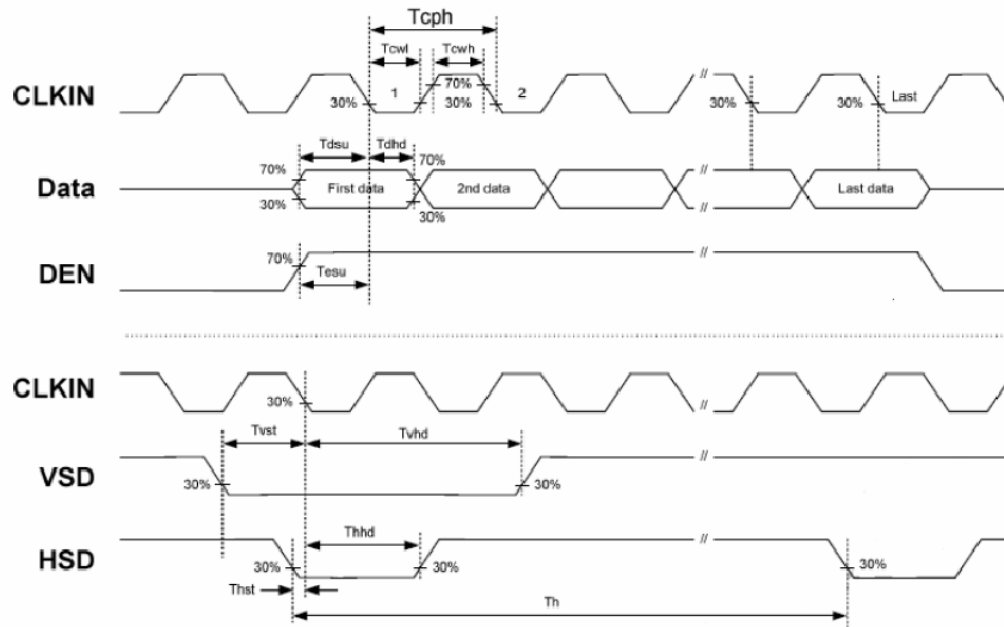 Tcph
Tcwl Tcwh
CLKIN 30% 1 70% 30% 2 // 30% 30% Last
Tdsu Tdhd
70% 70%
Data First data 2nd data // Last data
30% 30% //
DEN 70% Tesu //
CLKIN 30% //
Tvst Tvhd
VSD 30% 30% //
Thhd
HSD 30% 30% // 30%
Thst
Th